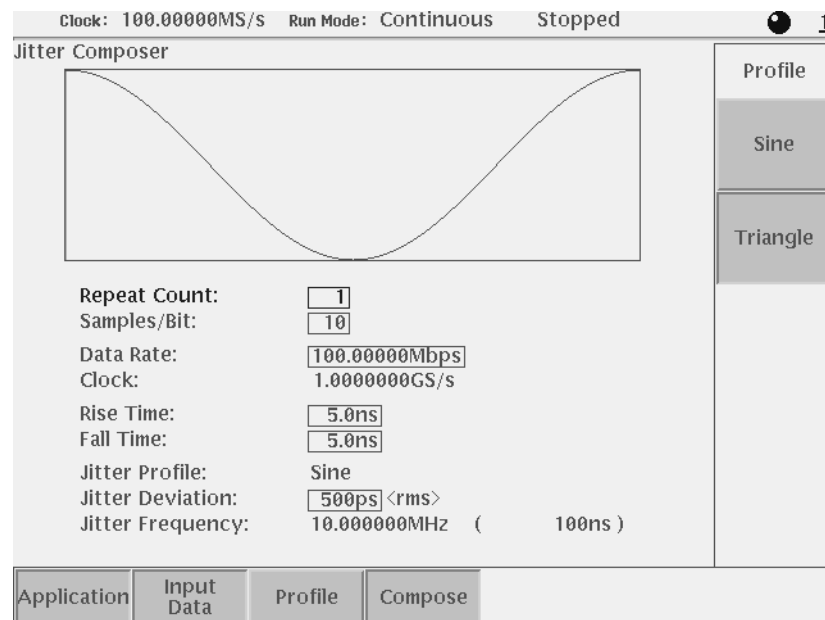 Clock: 100.00000MS/s Run Mode: Continuous Stopped
Jitter Composer
Profile
Sine
Triangle
Repeat Count: 1
Samples/Bit: 10
Data Rate: 100.00000Mbps
Clock: 1.0000000GS/s
Rise Time: 5.0ns
Fall Time: 5.0ns
Jitter Profile: Sine
Jitter Deviation: 500ps <rms>
Jitter Frequency: 10.000000MHz ( 100ns )
Application Input Data Profile Compose